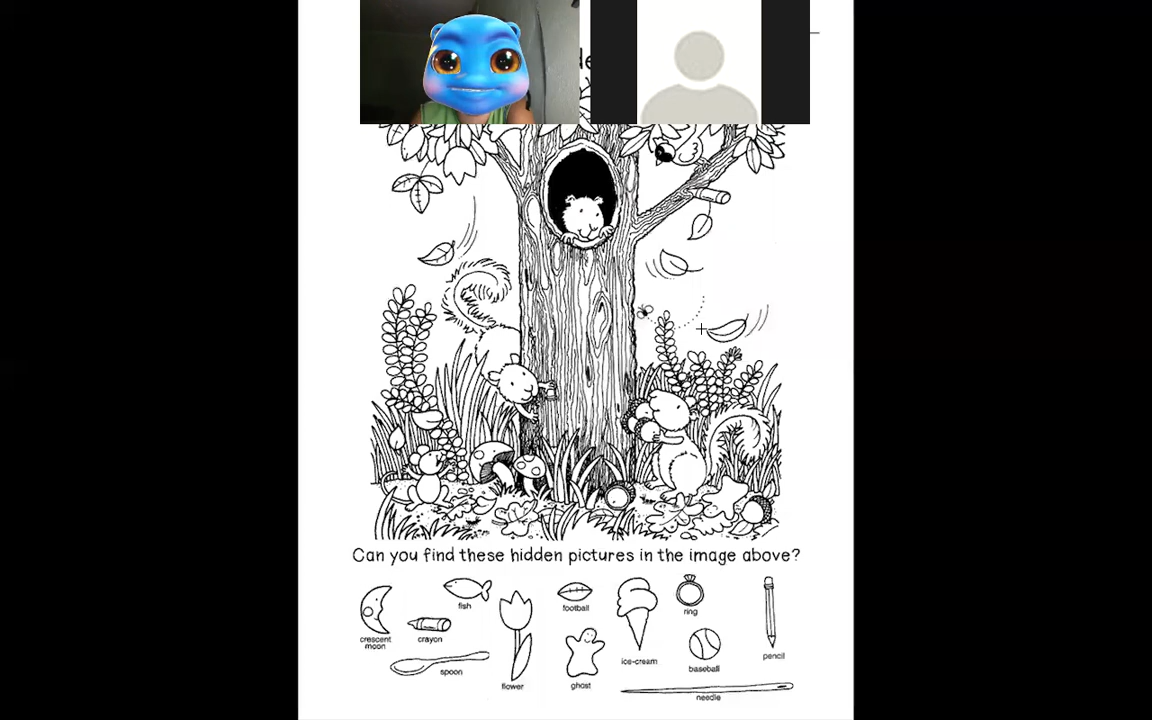 Can you find these hidden pictures in the image above?
fish
football
ring
crescent
moon
crayon
spoon
flower
ghost
ice-cream
baseball
pencil
needle